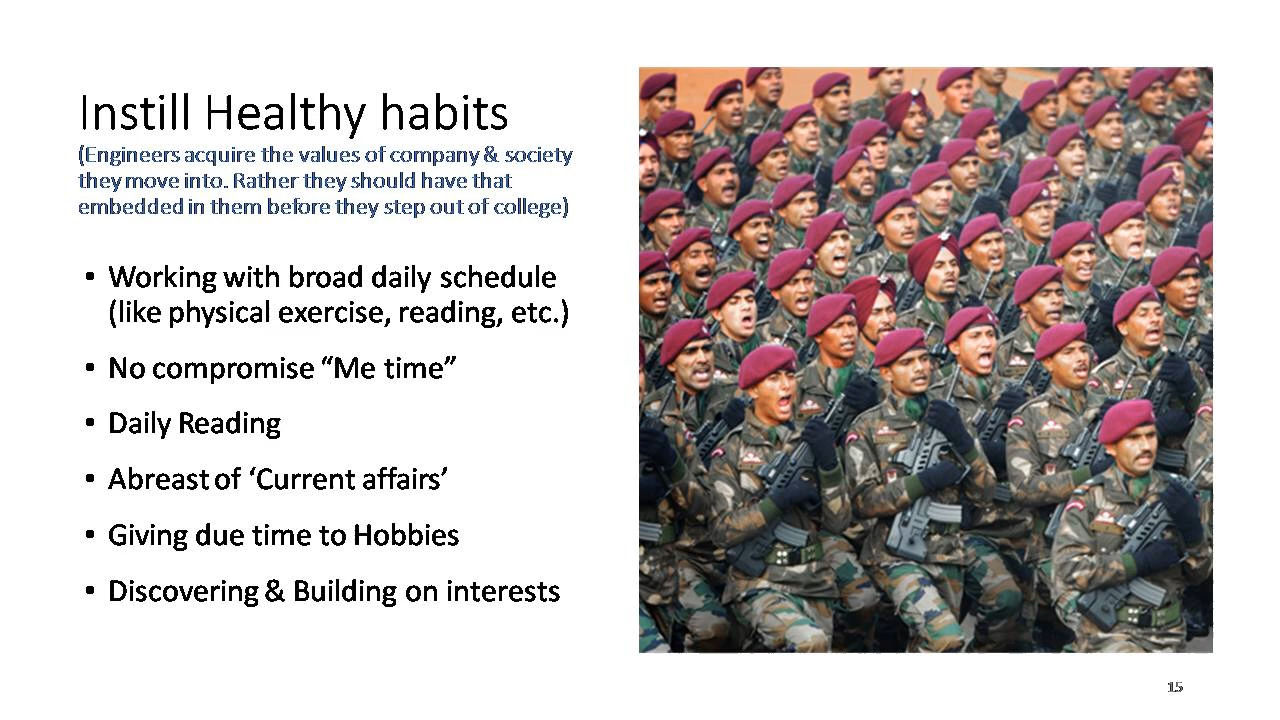 Instill Healthy habits
(Engineers acquire the values of company & society
they move into. Rather they should have that
embedded in them before they step out of college)
• Working with broad daily schedule
(like physical exercise, reading, etc.)
• No compromise “Me time”
• Daily Reading
• Abreast of ‘Current affairs’
• Giving due time to Hobbies
• Discovering & Building on interests
15